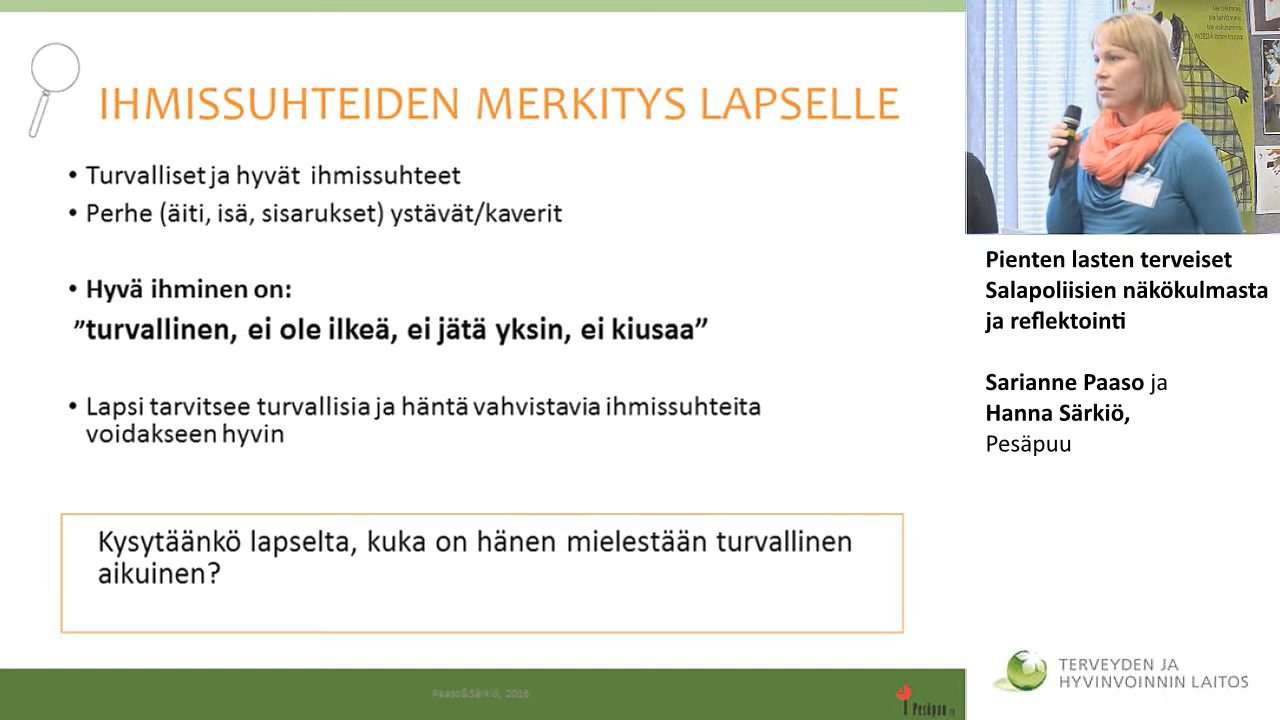 IHMISSUHTEIDEN MERKITYS LAPSELLE
• Turvalliset ja hyvät ihmissuhteet
• Perhe (äiti, isä, sisarukset) ystävät/kaverit
• Hyvä ihminen on:
”turvallinen, ei ole ilkeä, ei jätä yksin, ei kiusaa”
• Lapsi tarvitsee turvallisia ja häntä vahvistavia ihmissuhteita
voidakseen hyvin
Kysytäänkö lapselta, kuka on hänen mielestään turvallinen
aikuinen?
Paaso&Särkiö, 2016
Pesäpuu
Pienten lasten terveiset
Salapoliisien näkökulmasta
ja reflektointi
Sarianne Paaso ja
Hanna Särkiö,
Pesäpuu
TERVEYDEN JA
HYVINVOINNIN LAITOS